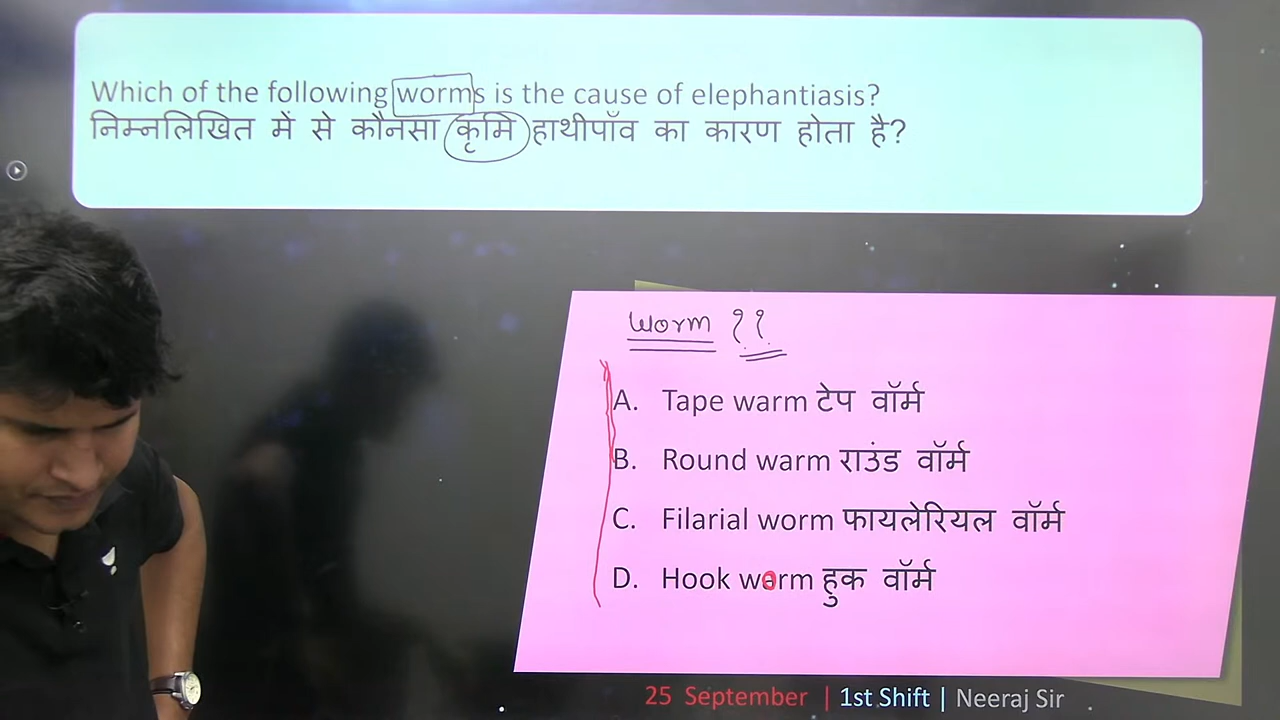 Which of the following worms is the cause of elephantiasis?
निम्नलिखित में से कौनसा कृमि हाथीपाँव का कारण होता है?
Worm ??
A. Tape warm टेप वॉर्म
B. Round warm राउंड वॉर्म
C. Filarial worm फायलेरियल वॉर्म
D. Hook worm हुक वॉर्म
25 September | 1st Shift | Neeraj Sir